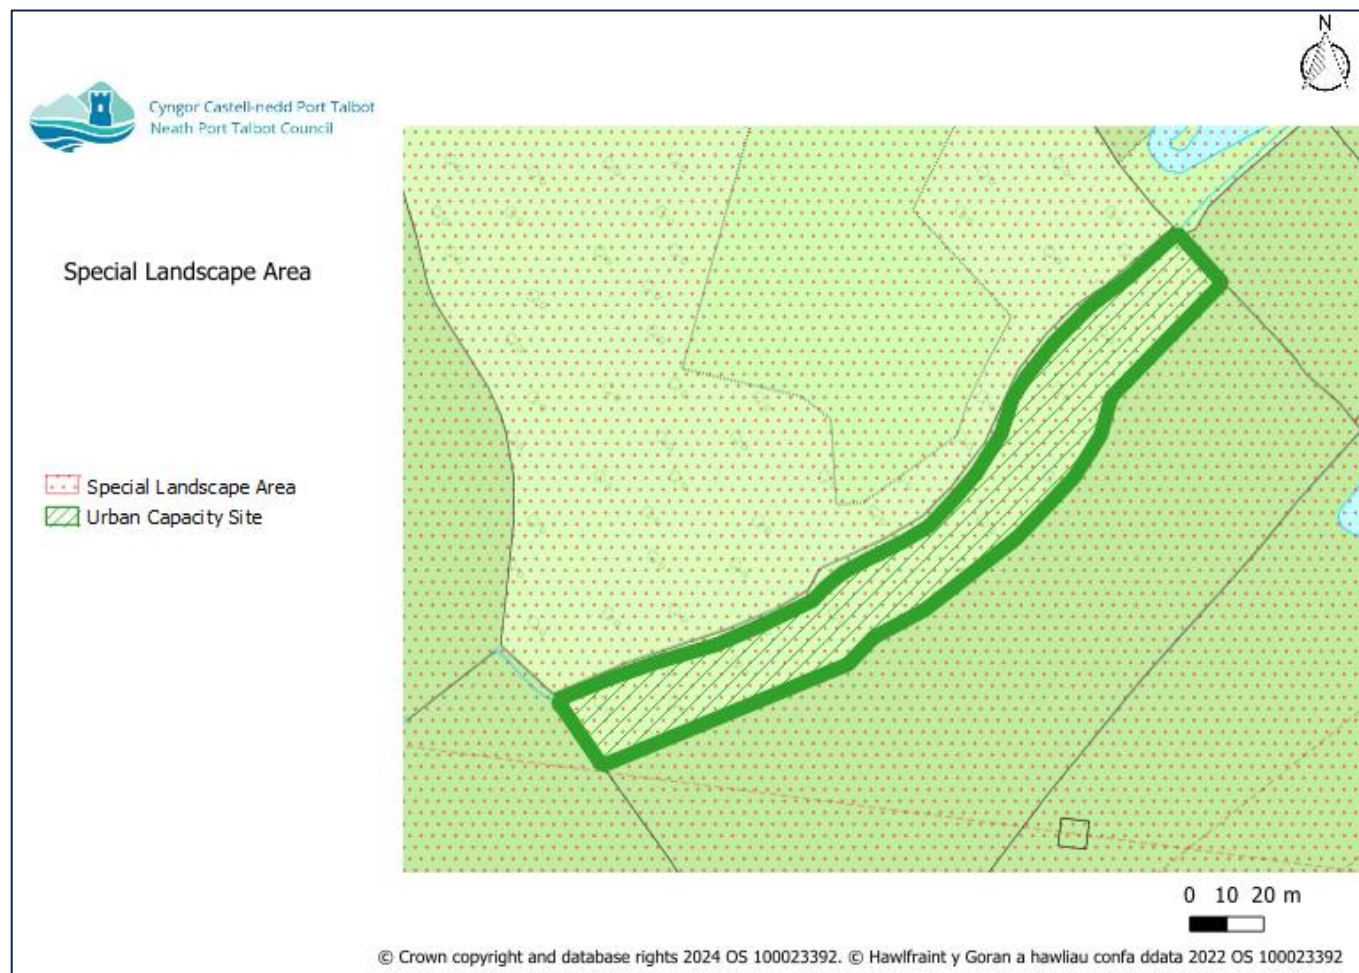 N
Cyngor Castell-nedd Port Talbot
Neath Port Talbot Council
Special Landscape Area
Special Landscape Area
Urban Capacity Site
0 10 20 m
© Crown copyright and database rights 2024 OS 100023392. © Hawlfraint y Goran a hawliau confa ddata 2022 OS 100023392